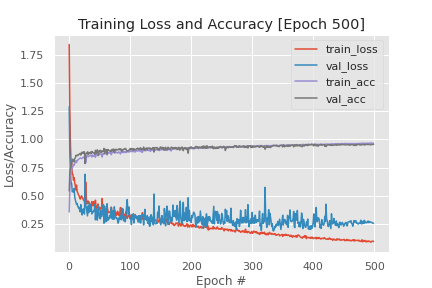 Training Loss and Accuracy [Epoch 500]
train_loss
val_loss
train_acc
val_acc
1.75
1.50
1.25
1.00
0.75
0.50
0.25
Loss/Accuracy
0 100 200 300 400 500
Epoch #